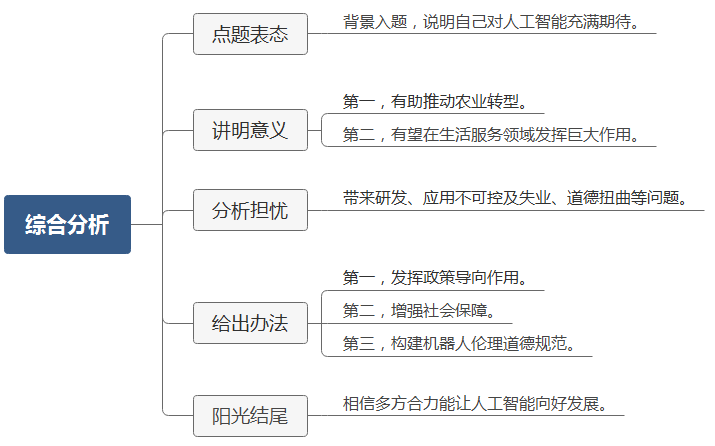 综合分析
点题表态
背景入题，说明自己对人工智能充满期待。
讲明意义
第一，有助推动农业转型。
第二，有望在生活服务领域发挥巨大作用。
分析担忧
带来研发、应用不可控及失业、道德扭曲等问题。
给出办法
第一，发挥政策导向作用。
第二，增强社会保障。
第三，构建机器人伦理道德规范。
阳光结尾
相信多方合力能让人工智能向好发展。